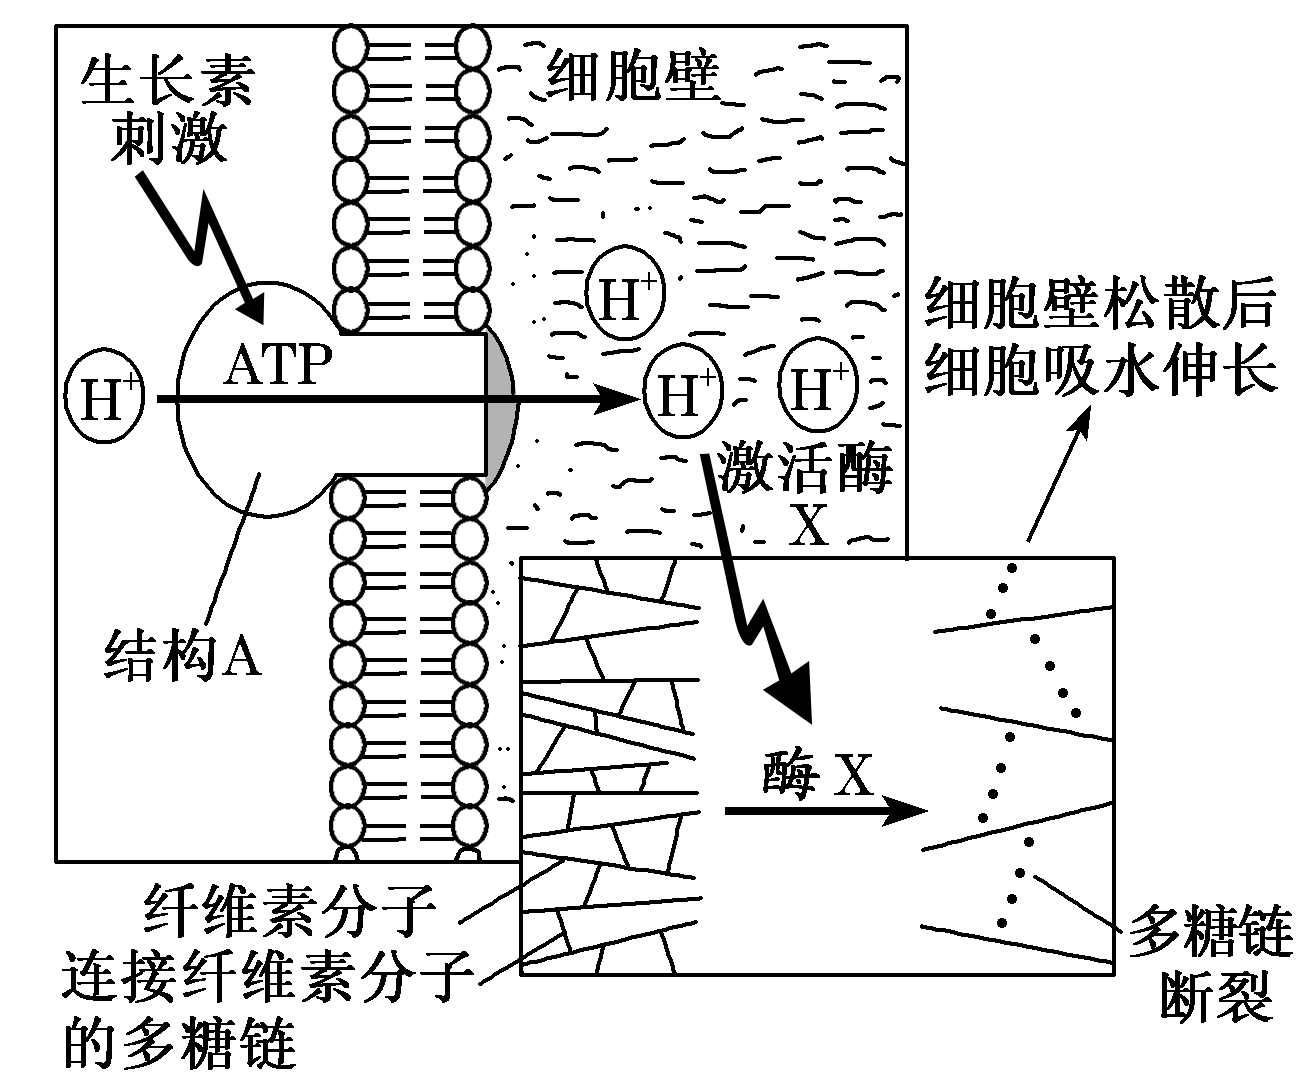 生长素
刺激
细胞壁
H⁺
ATP
H⁺
H⁺
H⁺
细胞壁松散后
细胞吸水伸长
激活酶
X
结构A
酶X
纤维素分子
连接纤维素分子
的多糖链
多糖链
断裂